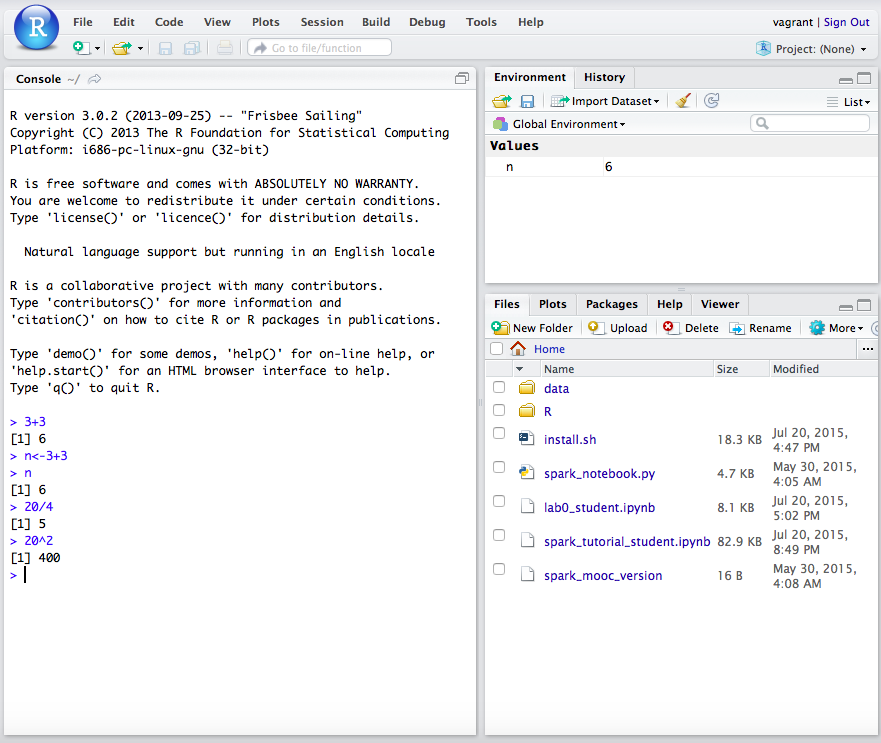 R
File Edit Code View Plots Session Build Debug Tools Help
vagrant | Sign Out
Go to file/function
Project: (None)
Console ~/
R version 3.0.2 (2013-09-25) -- "Frisbee Sailing"
Copyright (C) 2013 The R Foundation for Statistical Computing
Platform: i686-pc-linux-gnu (32-bit)
R is free software and comes with ABSOLUTELY NO WARRANTY.
You are welcome to redistribute it under certain conditions.
Type 'license()' or 'licence()' for distribution details.
Natural language support but running in an English locale
R is a collaborative project with many contributors.
Type 'contributors()' for more information and
'citation()' on how to cite R or R packages in publications.
Type 'demo()' for some demos, 'help()' for on-line help, or
'help.start()' for an HTML browser interface to help.
Type 'q()' to quit R.
> 3+3
[1] 6
> n<-3+3
> n
[1] 6
> 20/4
[1] 5
> 20^2
[1] 400
>
Environment History
Import Dataset
List
Global Environment
Values
n 6
Files Plots Packages Help Viewer
New Folder Upload Delete Rename More
Home ...
Name Size Modified
data
R
install.sh 18.3 KB Jul 20, 2015,
4:47 PM
spark_notebook.py 4.7 KB May 30, 2015,
4:05 AM
lab0_student.ipynb 8.1 KB Jul 20, 2015,
5:02 PM
spark_tutorial_student.ipynb 82.9 KB Jul 20, 2015,
8:49 PM
spark_mooc_version 16 B May 30, 2015,
4:08 AM